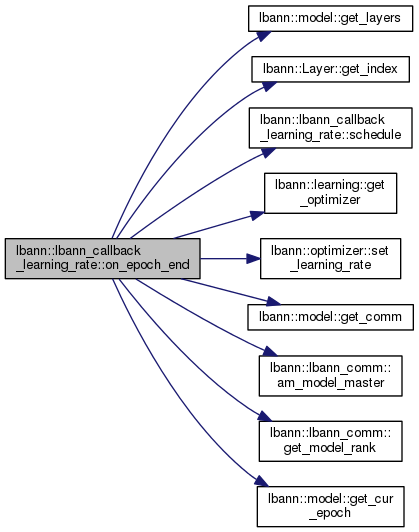 lbann::model::get_layers
lbann::Layer::get_index
lbann::lbann_callback
_learning_rate::schedule
lbann::learning::get
_optimizer
lbann::lbann_callback
_learning_rate::on_epoch_end
lbann::optimizer::set
_learning_rate
lbann::model::get_comm
lbann::lbann_comm::
am_model_master
lbann::lbann_comm::
get_model_rank
lbann::model::get_cur
_epoch